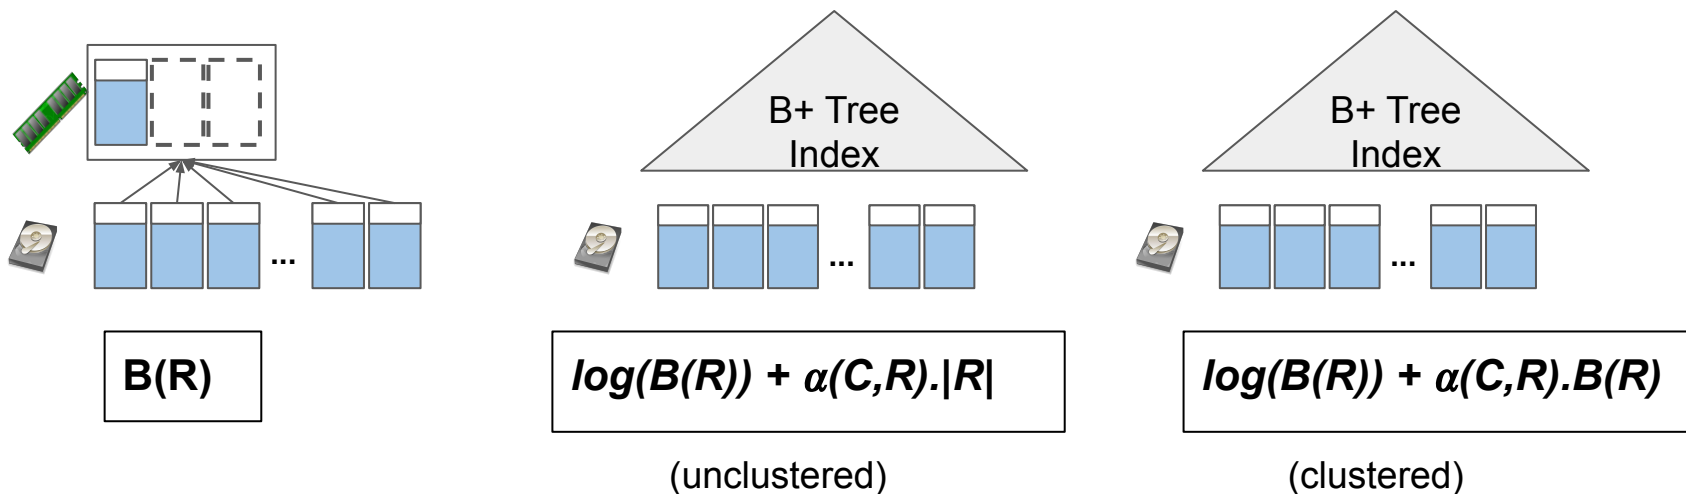 B+ Tree
Index
B+ Tree
Index
...
...
...
B(R)
log(B(R)) + α(C,R).|R|
log(B(R)) + α(C,R).B(R)
(unclustered)
(clustered)